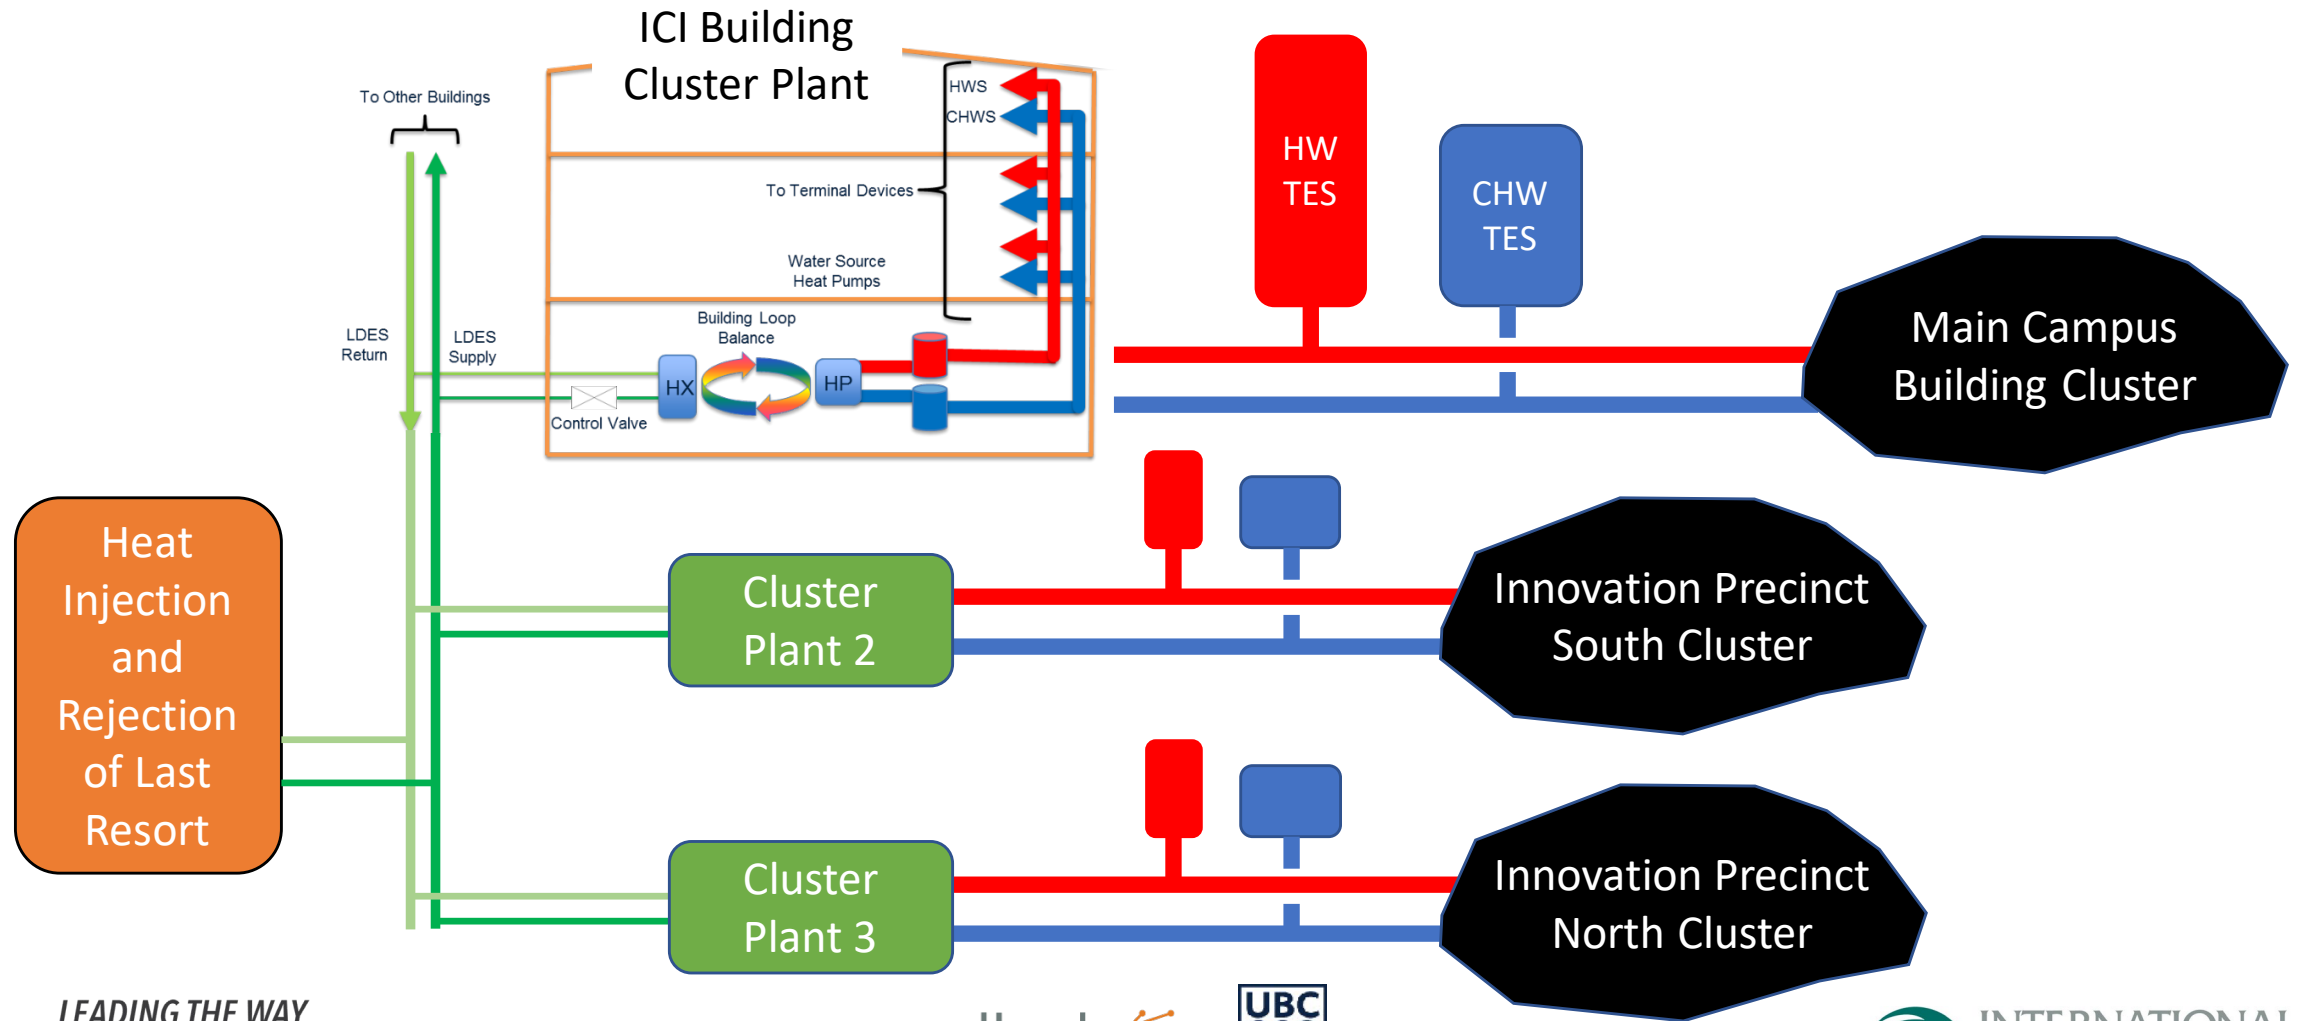 ICI Building
Cluster Plant
To Other Buildings
HWS
CHWS
To Terminal Devices
Water Source
Heat Pumps
LDES
Return
LDES
Supply
Building Loop
Balance
HX
HP
Control Valve
HW
TES
CHW
TES
Main Campus
Building Cluster
Heat
Injection
and
Rejection
of Last
Resort
Cluster
Plant 2
Innovation Precinct
South Cluster
Cluster
Plant 3
Innovation Precinct
North Cluster
LEADING THE WAY
UBC
INTERNATIONAL